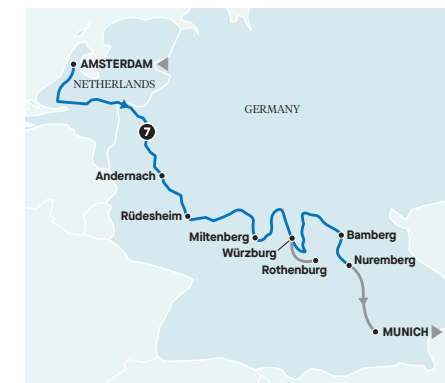 AMSTERDAM
NETHERLANDS
GERMANY
7
Andernach
Rüdesheim
Miltenberg
Bamberg
Würzburg
Nuremberg
Rothenburg
MUNICH